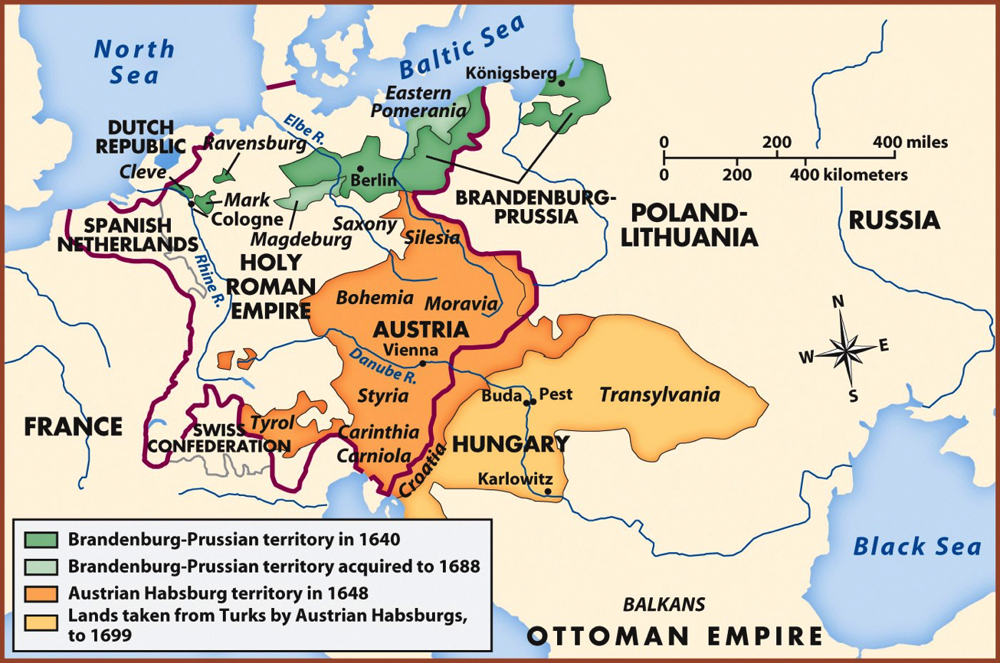 North
Sea
Baltic Sea
Königsberg
Eastern
Pomerania
DUTCH
REPUBLIC
Ravensburg
Elbe R.
0 200 400 miles
0 200 400 kilometers
Cleve
Berlin
Mark
Cologne
BRANDENBURG-
PRUSSIA
POLAND-
LITHUANIA
RUSSIA
SPANISH
NETHERLANDS
Magdeburg
Saxony
Silesia
HOLY
ROMAN
EMPIRE
Rhine R.
Bohemia
Moravia
AUSTRIA
Vienna
Danube R.
N
W
E
S
Styria
Buda
Pest
Transylvania
FRANCE
SWISS
CONFEDERATION
Tyrol
Carinthia
Carniola
Croatia
HUNGARY
Karlowitz
Brandenburg-Prussian territory in 1640
Brandenburg-Prussian territory acquired to 1688
Austrian Habsburg territory in 1648
Lands taken from Turks by Austrian Habsburgs,
to 1699
Black Sea
BALKANS
OTTOMAN EMPIRE